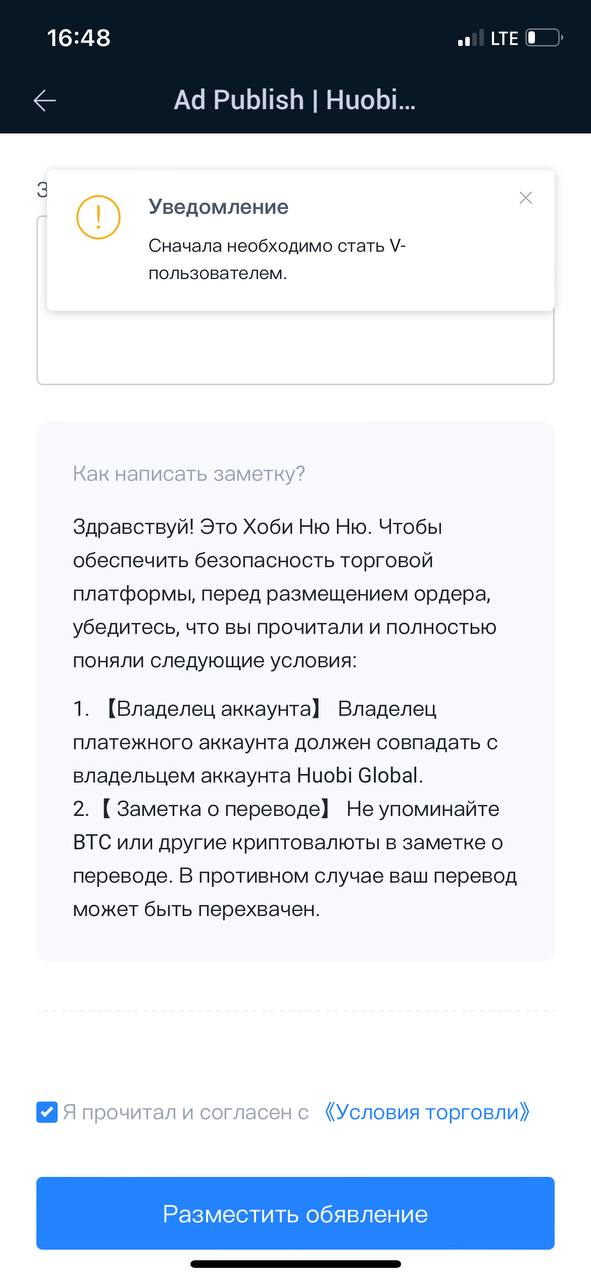 16:48
LTE
Ad Publish | Huobi...
З
Уведомление
Сначала необходимо стать V-
пользователем.
Как написать заметку?
Здравствуй! Это Хоби Ню Ню. Чтобы
обеспечить безопасность торговой
платформы, перед размещением ордера,
убедитесь, что вы прочитали и полностью
поняли следующие условия:
1. 【Владелец аккаунта】 Владелец
платежного аккаунта должен совпадать с
владельцем аккаунта Huobi Global.
2.【 Заметка о переводе】 Не упоминайте
BTC или другие криптовалюты в заметке о
переводе. В противном случае ваш перевод
может быть перехвачен.
Я прочитал и согласен с 《Условия торговли》
Разместить обявление